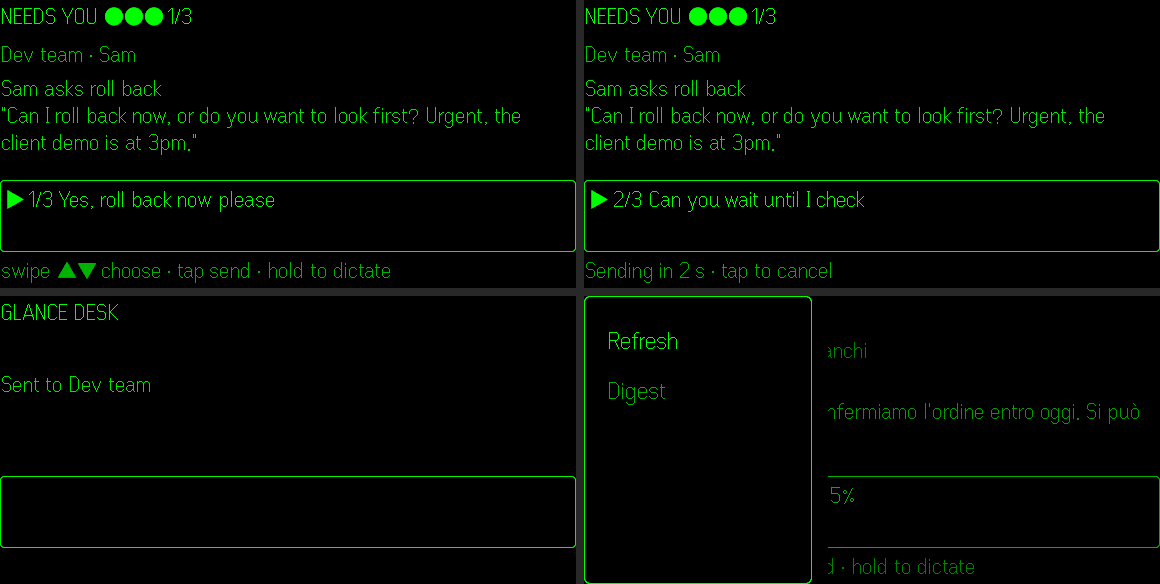 NEEDS YOU ●●● 1/3
Dev team · Sam
Sam asks roll back
"Can I roll back now, or do you want to look first? Urgent, the
client demo is at 3pm."
▶ 1/3 Yes, roll back now please
swipe ▲▼ choose · tap send · hold to dictate
NEEDS YOU ●●● 1/3
Dev team · Sam
Sam asks roll back
"Can I roll back now, or do you want to look first? Urgent, the
client demo is at 3pm."
▶ 2/3 Can you wait until I check
Sending in 2 s · tap to cancel
GLANCE DESK
Sent to Dev team
Refresh
Digest
anchi
nfermiamo l'ordine entro oggi. Si può
5%
d · hold to dictate